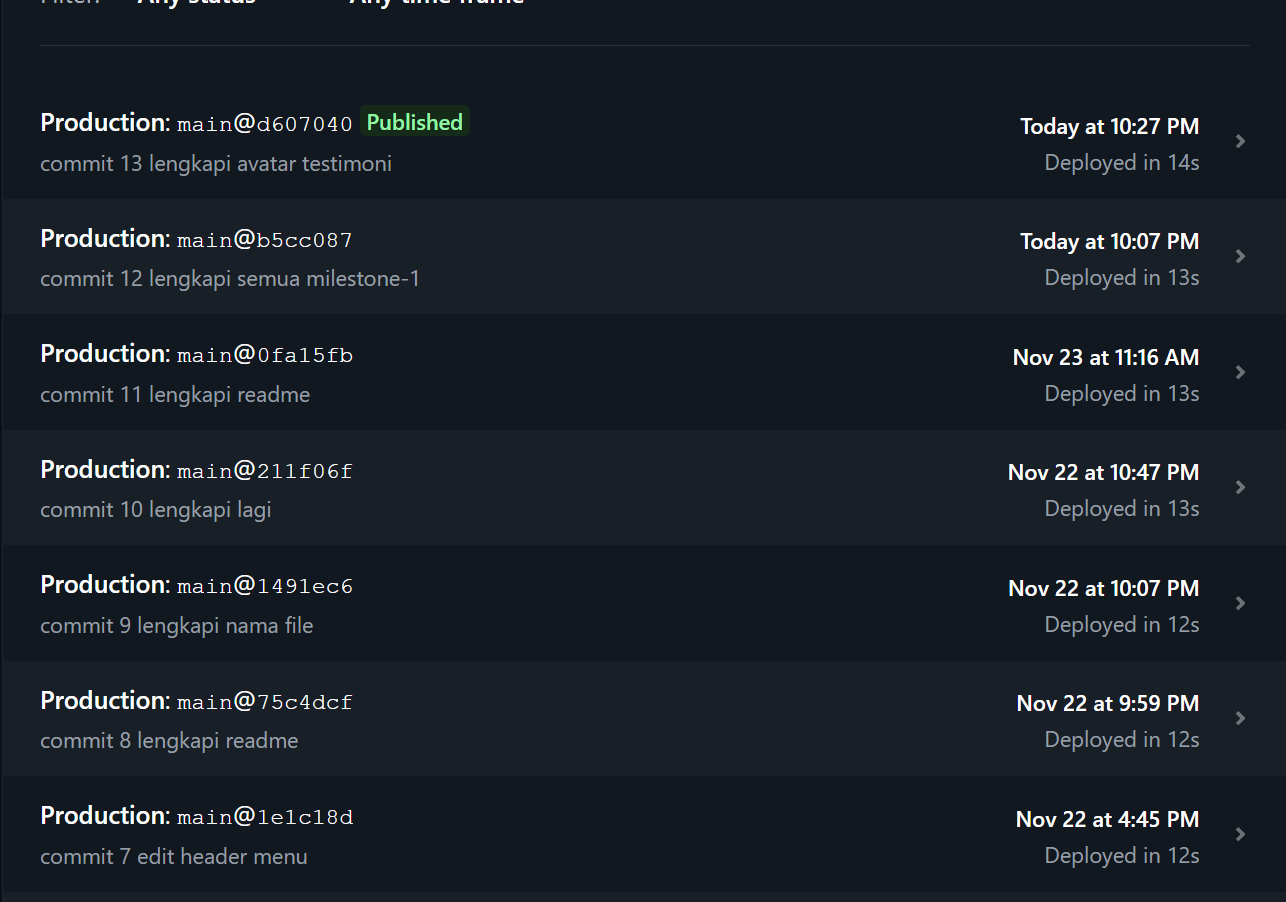 Filter: Any status Any time frame
Production: main@d607040 Published
Today at 10:27 PM
commit 13 lengkapi avatar testimoni
Deployed in 14s
Production: main@b5cc087
Today at 10:07 PM
commit 12 lengkapi semua milestone-1
Deployed in 13s
Production: main@0fa15fb
Nov 23 at 11:16 AM
commit 11 lengkapi readme
Deployed in 13s
Production: main@211f06f
Nov 22 at 10:47 PM
commit 10 lengkapi lagi
Deployed in 13s
Production: main@1491ec6
Nov 22 at 10:07 PM
commit 9 lengkapi nama file
Deployed in 12s
Production: main@75c4dcf
Nov 22 at 9:59 PM
commit 8 lengkapi readme
Deployed in 12s
Production: main@1e1c18d
Nov 22 at 4:45 PM
commit 7 edit header menu
Deployed in 12s